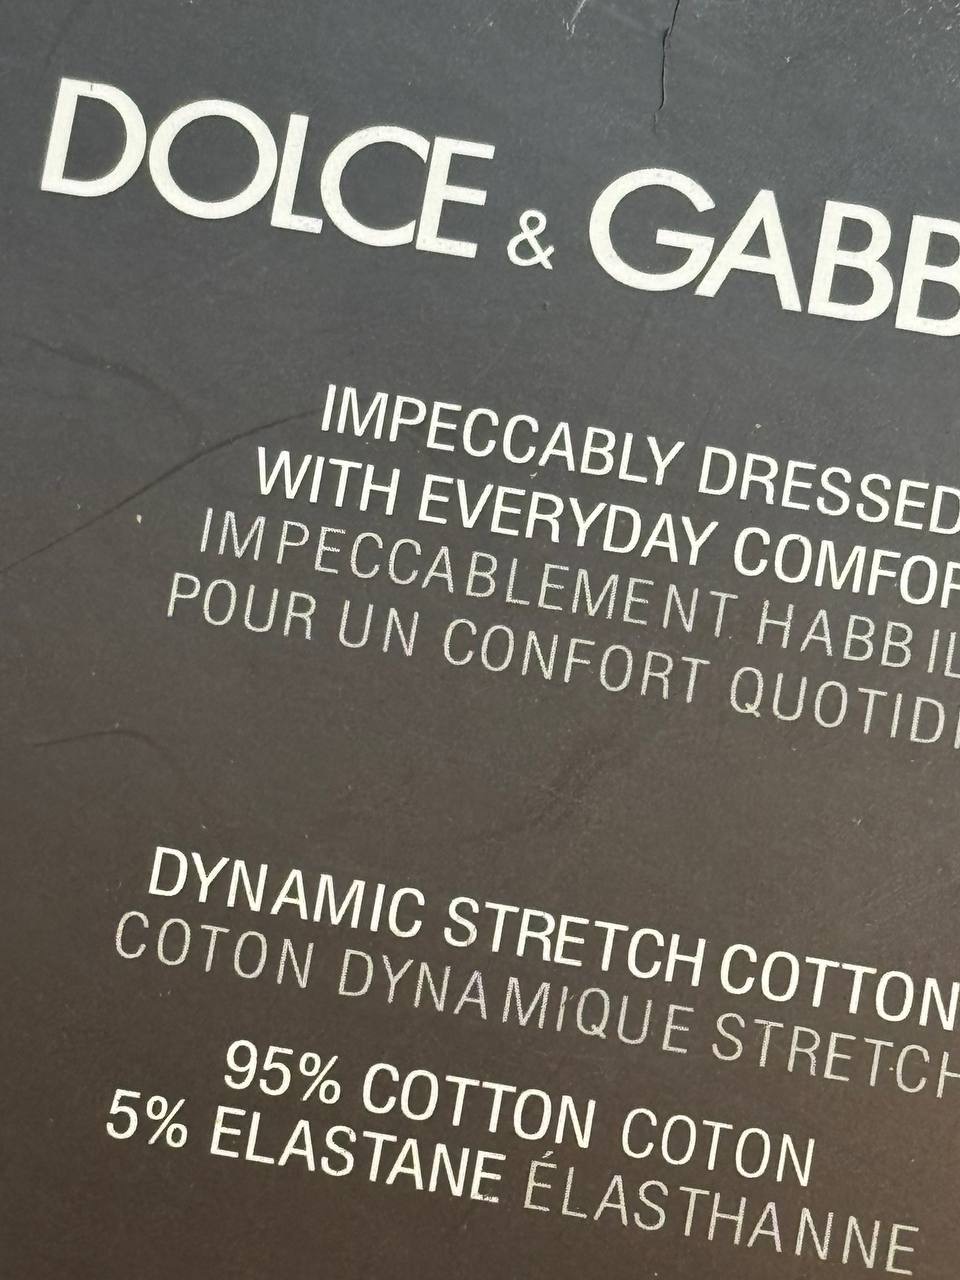 DOLCE & GABB
IMPECCABLY DRESSED
WITH EVERYDAY COMFOR
IMPECCABLEMENT HABBIL
POUR UN CONFORT QUOTIDI
DYNAMIC STRETCH COTTON
COTON DYNAMIQUE STRETCH
95% COTTON COTON
5% ELASTANE ÉLASTHANNE